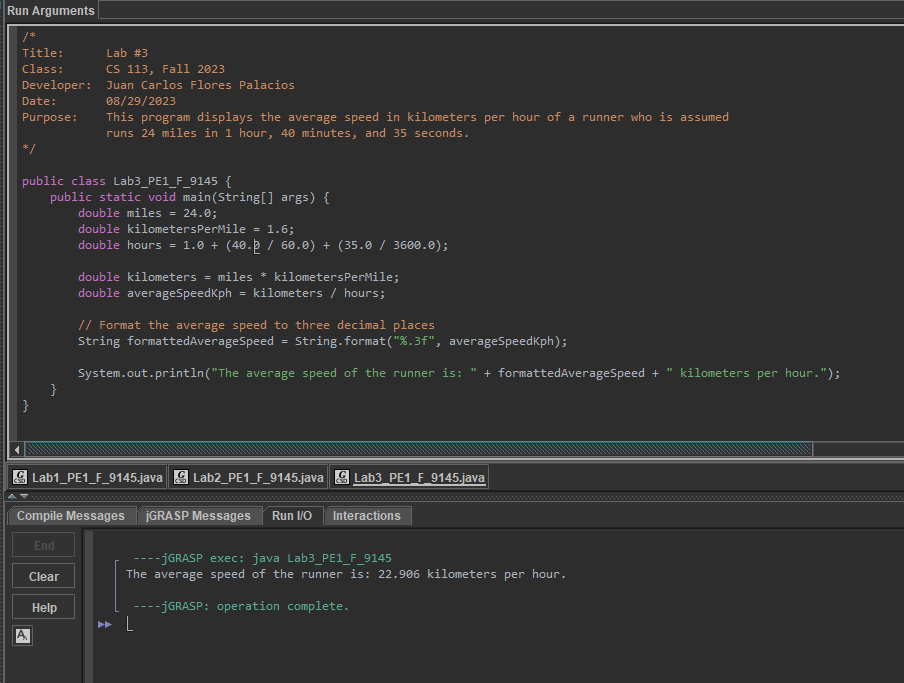 Run Arguments
/*
Title:      Lab #3
Class:      CS 113, Fall 2023
Developer:  Juan Carlos Flores Palacios
Date:       08/29/2023
Purpose:    This program displays the average speed in kilometers per hour of a runner who is assumed
            runs 24 miles in 1 hour, 40 minutes, and 35 seconds.
*/
public class Lab3_PE1_F_9145 {
    public static void main(String[] args) {
        double miles = 24.0;
        double kilometersPerMile = 1.6;
        double hours = 1.0 + (40.0 / 60.0) + (35.0 / 3600.0);
        double kilometers = miles * kilometersPerMile;
        double averageSpeedKph = kilometers / hours;
        // Format the average speed to three decimal places
        String formattedAverageSpeed = String.format("%.3f", averageSpeedKph);
        System.out.println("The average speed of the runner is: " + formattedAverageSpeed + " kilometers per hour.");
    }
}
Lab1_PE1_F_9145.java Lab2_PE1_F_9145.java Lab3_PE1_F_9145.java
Compile Messages jGRASP Messages Run I/O Interactions
End
Clear
Help
----jGRASP exec: java Lab3_PE1_F_9145
The average speed of the runner is: 22.906 kilometers per hour.
----jGRASP: operation complete.